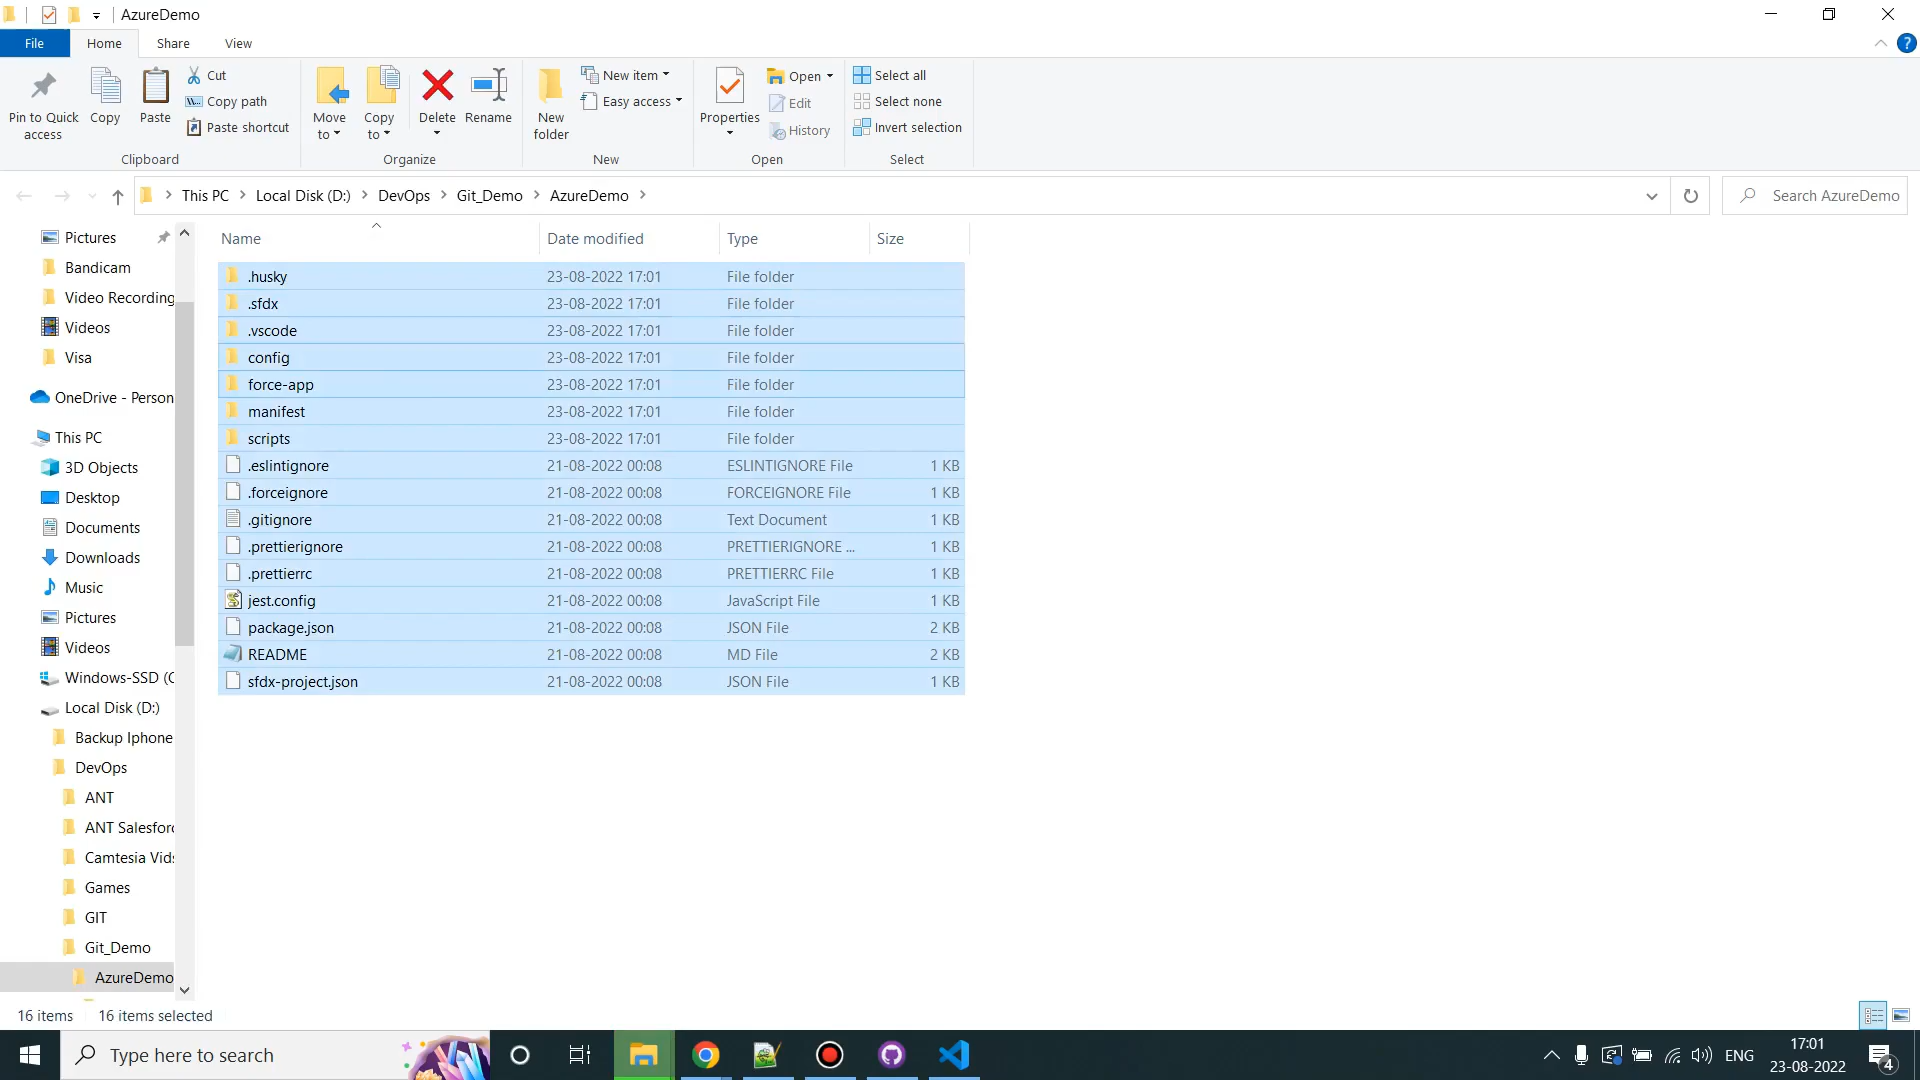 AzureDemo
File Home Share View
Pin to Quick access
Copy
Paste
Cut
Copy path
Paste shortcut
Clipboard
Move to
Copy to
Delete
Rename
Organize
New folder
New item
Easy access
New
Properties
Open
Edit
History
Open
Select all
Select none
Invert selection
Select
This PC Local Disk (D:) DevOps Git_Demo AzureDemo
Search AzureDemo
Pictures
Bandicam
Video Recording
Videos
Visa
OneDrive - Person
This PC
3D Objects
Desktop
Documents
Downloads
Music
Pictures
Videos
Windows-SSD (C
Local Disk (D:)
Backup Iphone
DevOps
ANT
ANT Salesforc
Camtesia Vids
Games
GIT
Git_Demo
AzureDemo
Name Date modified Type Size
.husky 23-08-2022 17:01 File folder
.sfdx 23-08-2022 17:01 File folder
.vscode 23-08-2022 17:01 File folder
config 23-08-2022 17:01 File folder
force-app 23-08-2022 17:01 File folder
manifest 23-08-2022 17:01 File folder
scripts 23-08-2022 17:01 File folder
.eslintignore 21-08-2022 00:08 ESLINTIGNORE File 1 KB
.forceignore 21-08-2022 00:08 FORCEIGNORE File 1 KB
.gitignore 21-08-2022 00:08 Text Document 1 KB
.prettierignore 21-08-2022 00:08 PRETTIERIGNORE ... 1 KB
.prettierrc 21-08-2022 00:08 PRETTIERRC File 1 KB
jest.config 21-08-2022 00:08 JavaScript File 1 KB
package.json 21-08-2022 00:08 JSON File 2 KB
README 21-08-2022 00:08 MD File 2 KB
sfdx-project.json 21-08-2022 00:08 JSON File 1 KB
16 items 16 items selected
Type here to search
ENG
17:01
23-08-2022
4